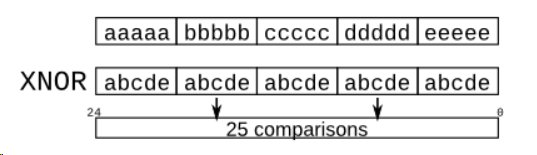 aaaaa bbbbb ccccc ddddd eeeee
XNOR abcde abcde abcde abcde abcde
24 0
25 comparisons